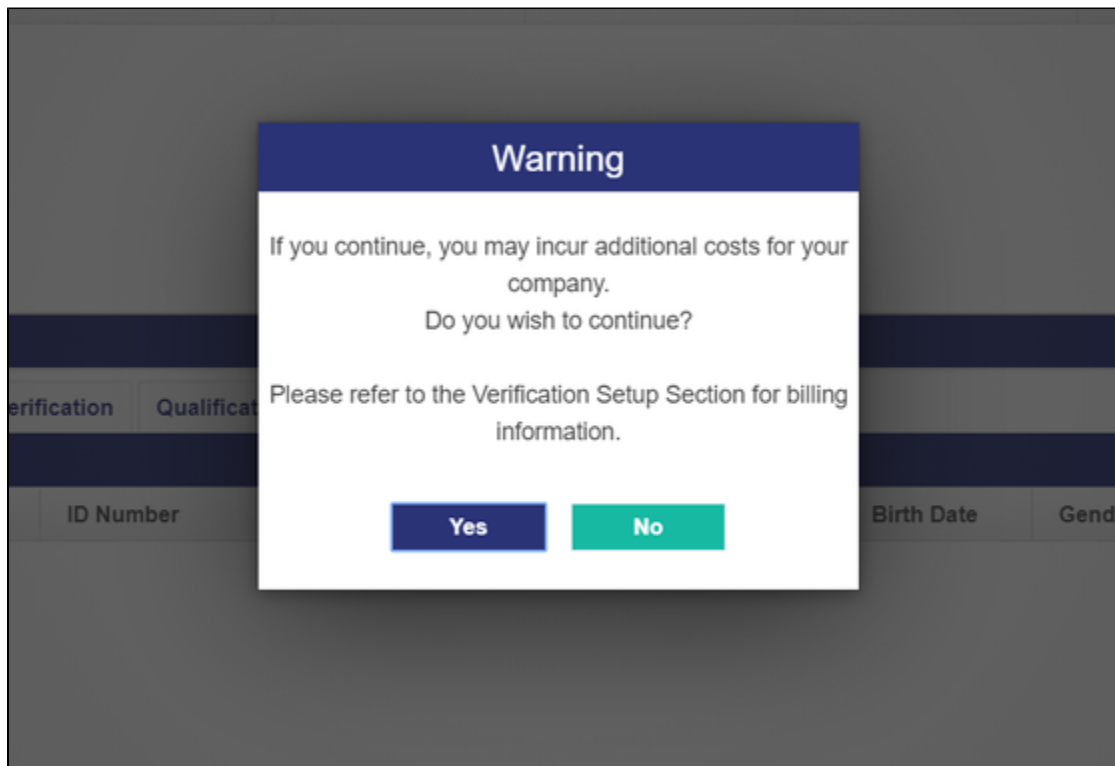 Warning
If you continue, you may incur additional costs for your
company.
Do you wish to continue?
Please refer to the Verification Setup Section for billing
information.
Yes No
erification Qualificat
ID Number Birth Date Gend